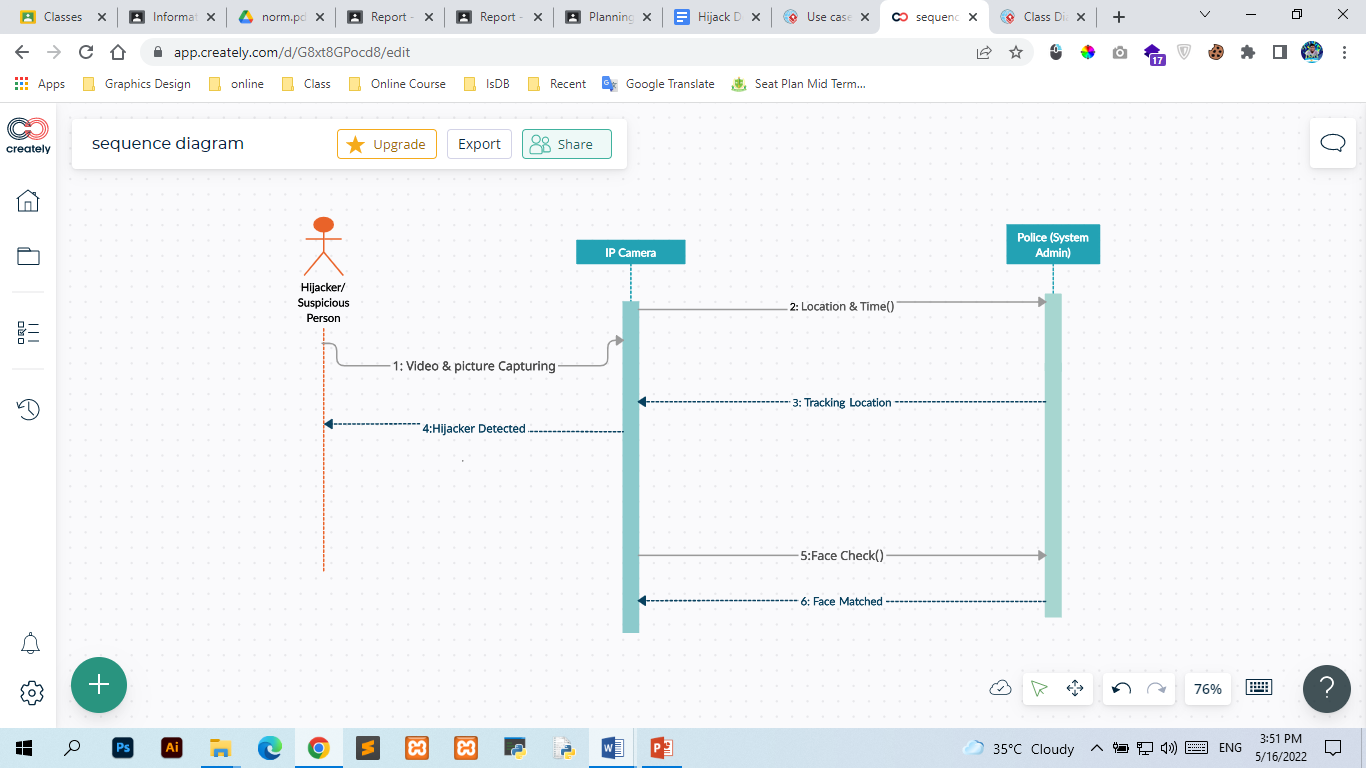 Classes
Informat
norm.pd
Report -
Report -
Planning
Hijack D
Use case
sequenc
Class Di
app.creately.com/d/G8xt8GPocd8/edit
17
Apps
Graphics Design
online
Class
Online Course
IsDB
Recent
Google Translate
Seat Plan Mid Term...
creately
sequence diagram
Upgrade
Export
Share
Hijacker/
Suspicious
Person
IP Camera
Police (System
Admin)
2: Location & Time()
1: Video & picture Capturing
3: Tracking Location
4:Hijacker Detected
5:Face Check()
6: Face Matched
76%
?
Ps
Ai
35°C Cloudy
ENG
3:51 PM
5/16/2022